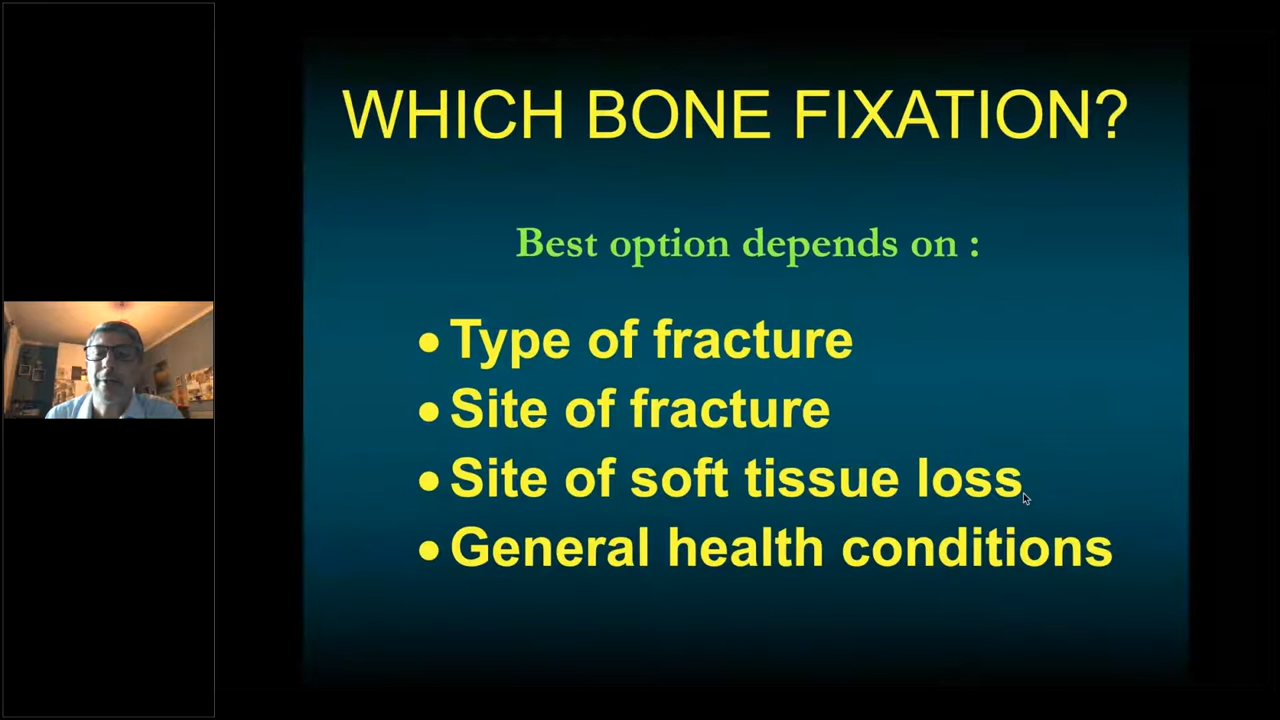 WHICH BONE FIXATION?
Best option depends on :
• Type of fracture
• Site of fracture
• Site of soft tissue loss
• General health conditions